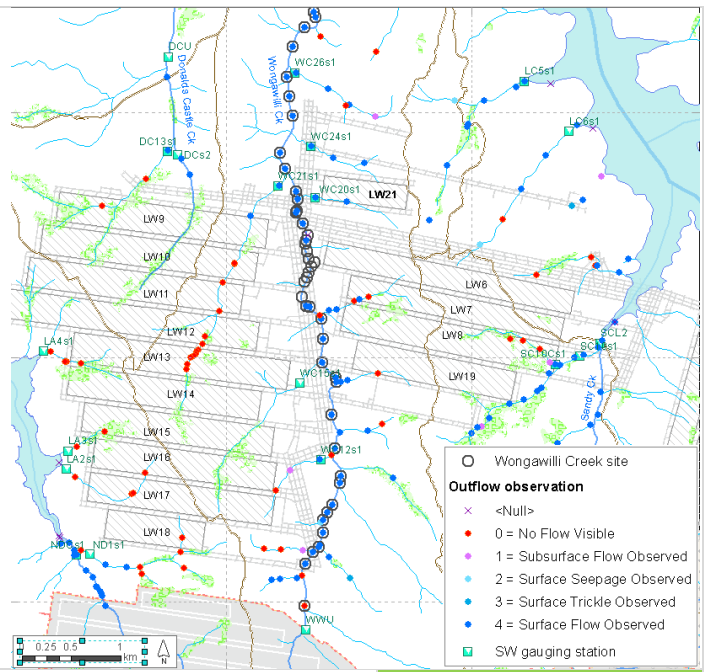 DCU
Donalds Castle Ck
Wongawilli Ck
WC26s1
LC5s1
LC6s1
DC13s1
DCs2
WC24s1
WC21s1
WC20s1
LW21
LW9
LW10
LW11
LW12
LW13
LW14
LW15
LW16
LW17
LW18
LW6
LW7
LW8
LW19
LA4s1
LA3s1
LA2s1
ND1s1
SCL2
SC10Cs1
Sandy Ck
WWU
Wongawilli Creek site
Outflow observation
<Null>
0 = No Flow Visible
1 = Subsurface Flow Observed
2 = Surface Seepage Observed
3 = Surface Trickle Observed
4 = Surface Flow Observed
SW gauging station
0 0.25 0.5 1
km
N